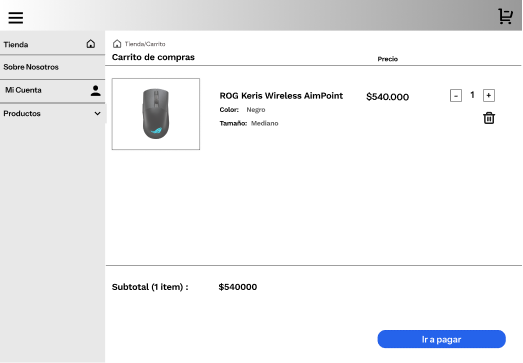 Tienda
Sobre Nosotros
Mi Cuenta
Productos
Tienda/Carrito
Carrito de compras
Precio
ROG Keris Wireless AimPoint
$540.000
- 1 +
Color: Negro
Tamaño: Mediano
Subtotal (1 item) : $540000
Ir a pagar